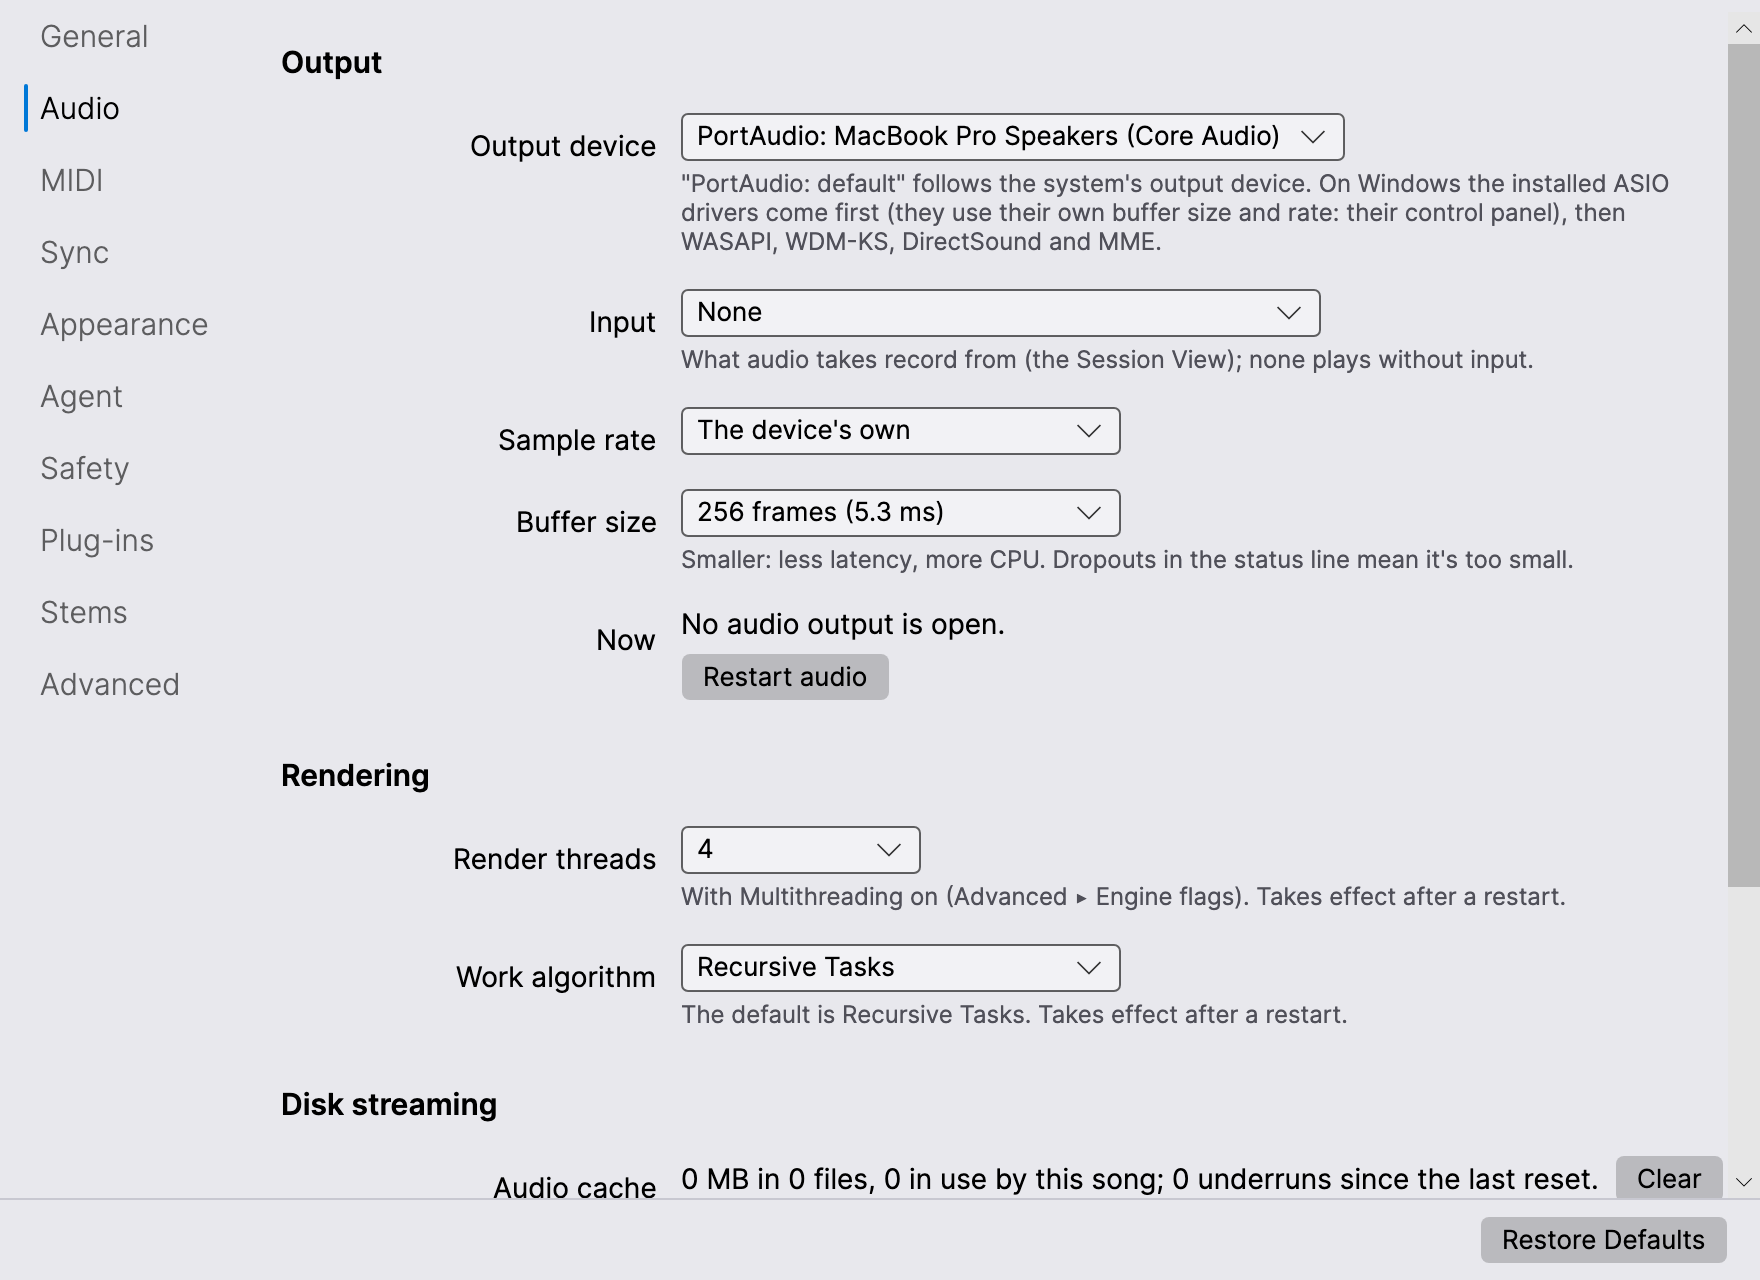 General
Audio
MIDI
Sync
Appearance
Agent
Safety
Plug-ins
Stems
Advanced
Output
Output device
PortAudio: MacBook Pro Speakers (Core Audio)
"PortAudio: default" follows the system's output device. On Windows the installed ASIO
drivers come first (they use their own buffer size and rate: their control panel), then
WASAPI, WDM-KS, DirectSound and MME.
Input
None
What audio takes record from (the Session View); none plays without input.
Sample rate
The device's own
Buffer size
256 frames (5.3 ms)
Smaller: less latency, more CPU. Dropouts in the status line mean it's too small.
Now
No audio output is open.
Restart audio
Rendering
Render threads
4
With Multithreading on (Advanced ▸ Engine flags). Takes effect after a restart.
Work algorithm
Recursive Tasks
The default is Recursive Tasks. Takes effect after a restart.
Disk streaming
Audio cache
0 MB in 0 files, 0 in use by this song; 0 underruns since the last reset.
Clear
Restore Defaults